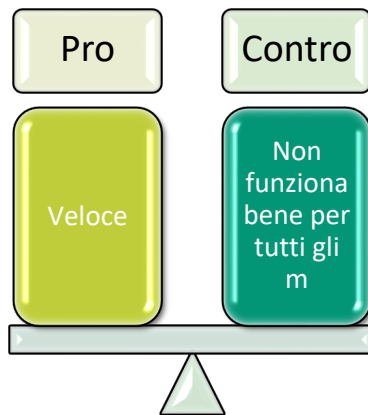 Pro
Contro
Veloce
Non
funziona
bene per
tutti gli
m